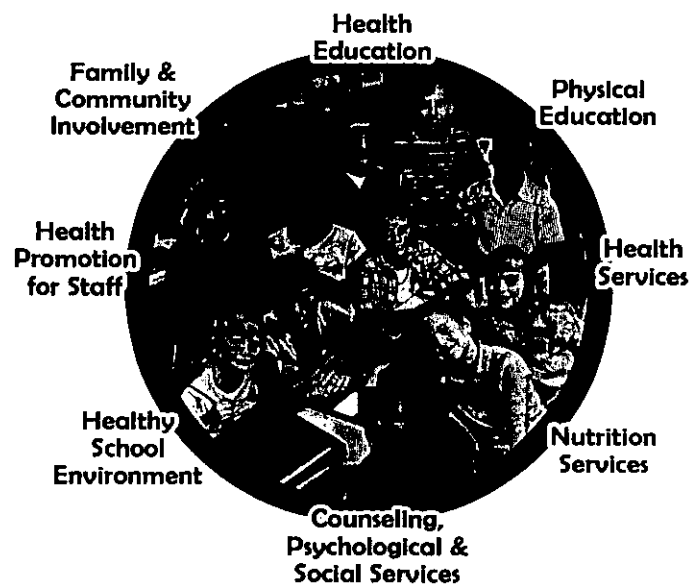 Health
Education
Physical
Education
Health
Services
Nutrition
Services
Counseling,
Psychological &
Social Services
Healthy
School
Environment
Health
Promotion
for Staff
Family &
Community
Involvement